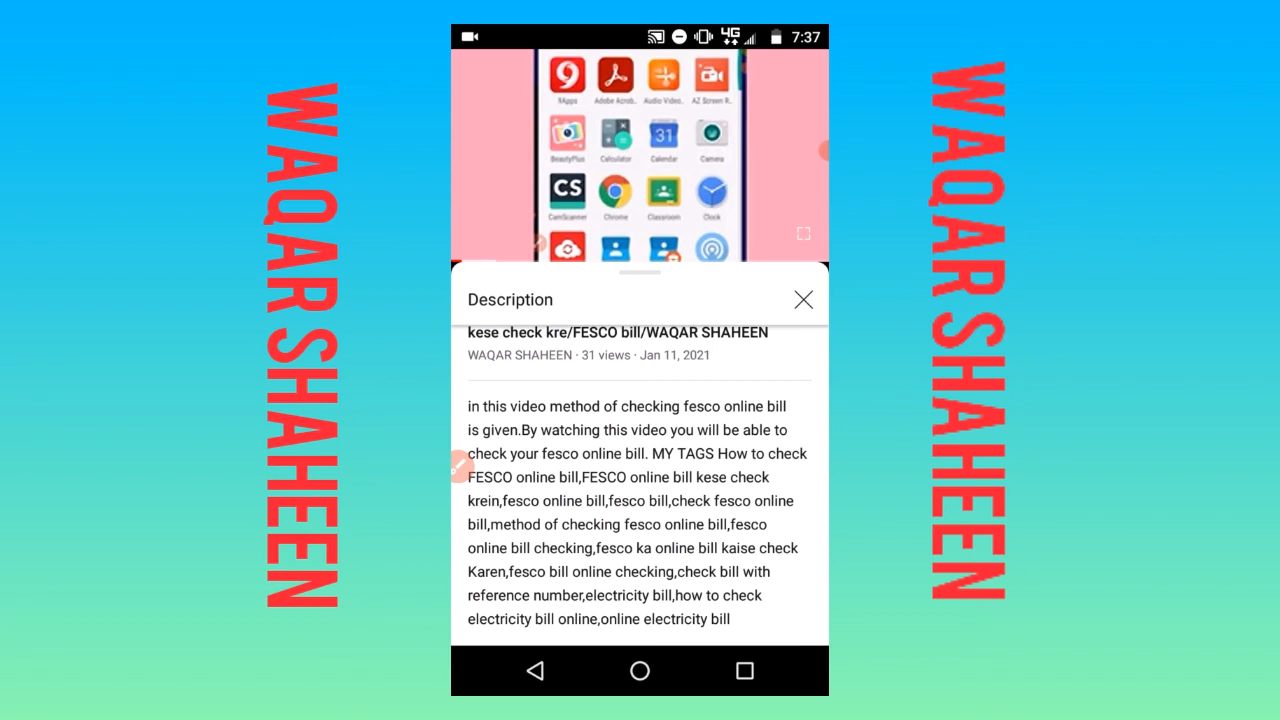 WAQAR SHAHEEN
4G
7:37
9Apps
Adobe Acrob..
Audio Video..
AZ Screen R..
31
BeautyPlus
Calculator
Calendar
Camera
CS
CamScanner
Chrome
Classroom
Clock
Description
kese check kre/FESCO bill/WAQAR SHAHEEN
WAQAR SHAHEEN · 31 views · Jan 11, 2021
in this video method of checking fesco online bill
is given.By watching this video you will be able to
check your fesco online bill. MY TAGS How to check
FESCO online bill,FESCO online bill kese check
krein,fesco online bill,fesco bill,check fesco online
bill,method of checking fesco online bill,fesco
online bill checking,fesco ka online bill kaise check
Karen,fesco bill online checking,check bill with
reference number,electricity bill,how to check
electricity bill online,online electricity bill
WAQAR SHAHEEN